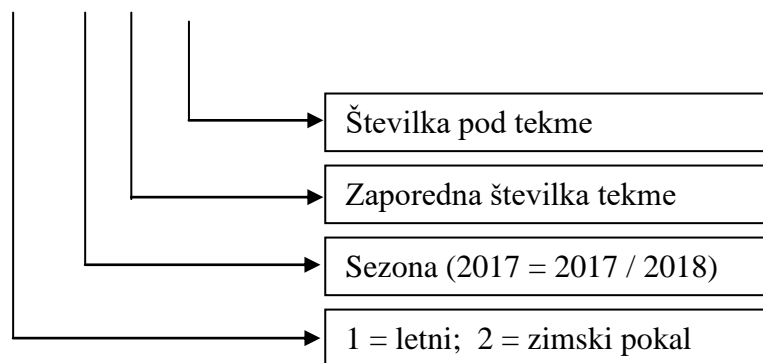 Številka pod tekme
Zaporedna številka tekme
Sezona (2017 = 2017 / 2018)
1 = letni; 2 = zimski pokal